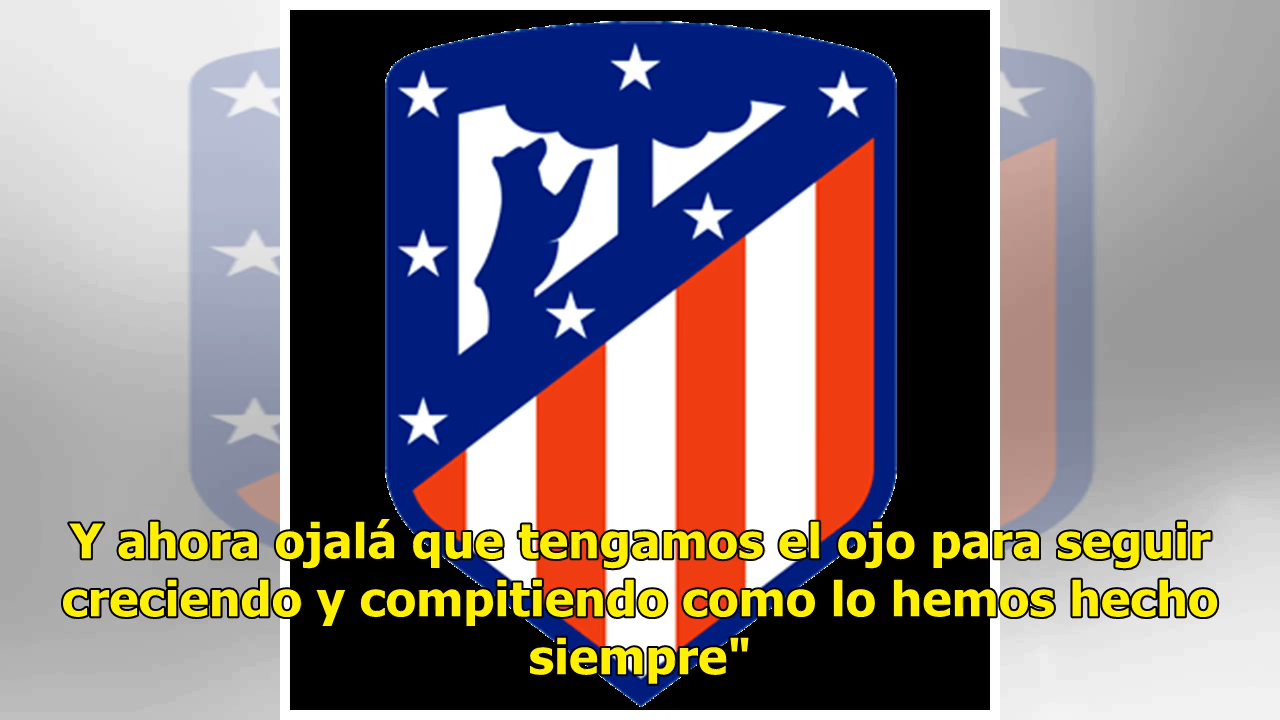 Y ahora ojalá que tengamos el ojo para seguir
creciendo y compitiendo como lo hemos hecho
siempre"